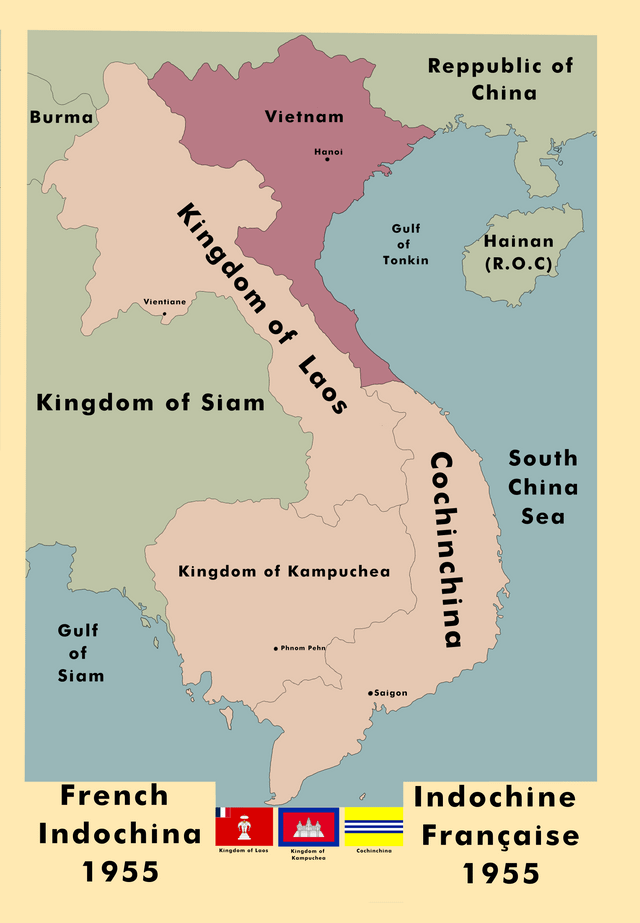 Reppublic of
China
Burma
Vietnam
Hanoi
Gulf
of
Tonkin
Hainan
(R.O.C)
Kingdom of Laos
Vientiane
Kingdom of Siam
Cochinchina
South
China
Sea
Kingdom of Kampuchea
Gulf
of
Siam
Phnom Pehn
Saigon
French
Indochina
1955
Indochine
Française
1955
Kingdom of Laos
Kingdom of
Kampuchea
Cochinchina